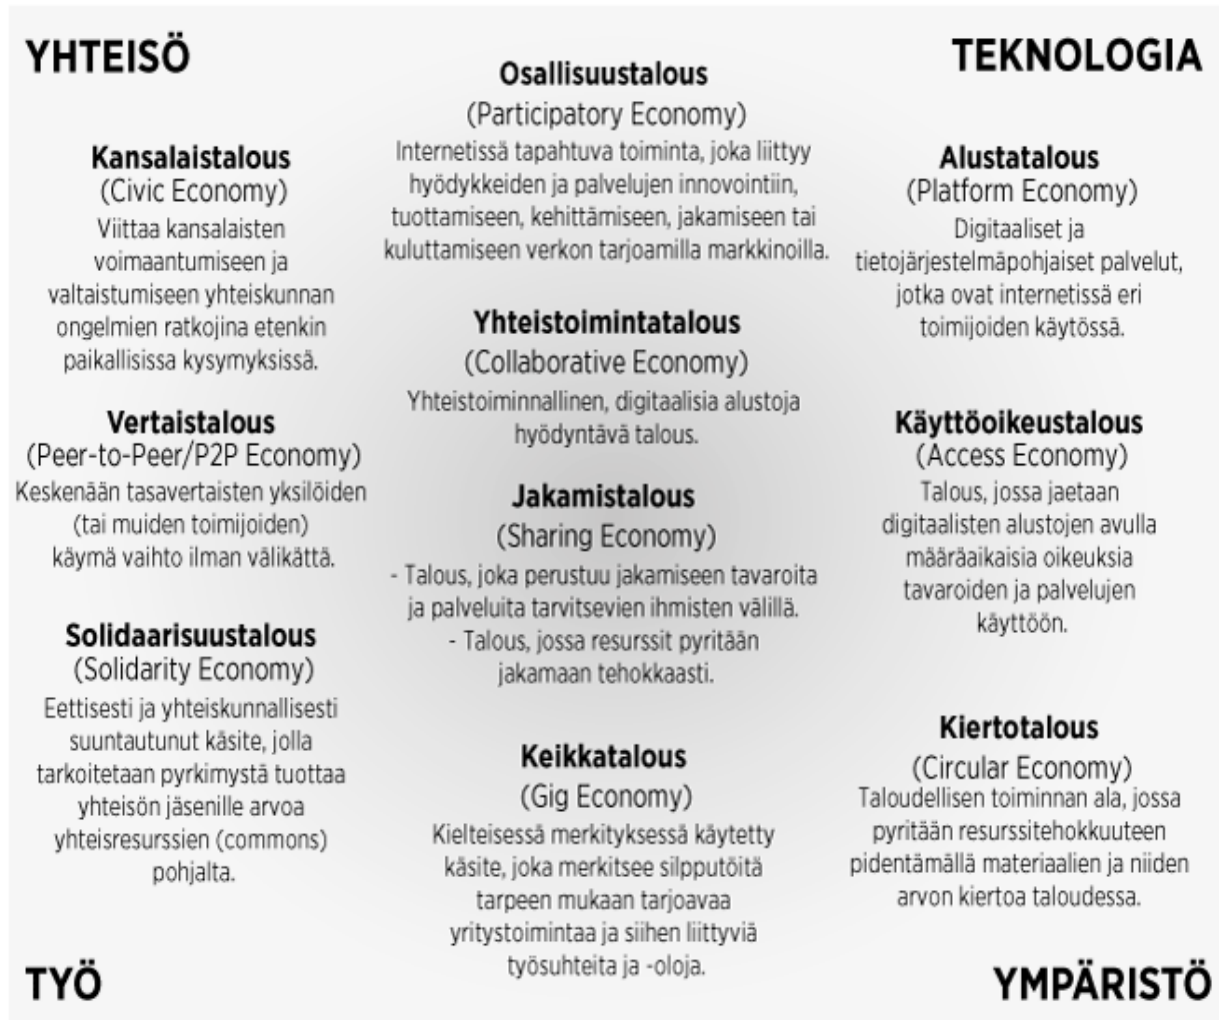 YHTEISÖ
TEKNOLOGIA
Kansalaistalous
(Civic Economy)
Viittaa kansalaisten
voimaantumiseen ja
valtaistumiseen yhteiskunnan
ongelmien ratkojina etenkin
paikallisissa kysymyksissä.
Vertaistalous
(Peer-to-Peer/P2P Economy)
Keskenään tasavertaisten yksilöiden
(tai muiden toimijoiden)
käymä vaihto ilman välikättä.
Solidaarisuustalous
(Solidarity Economy)
Eettisesti ja yhteiskunnallisesti
suuntautunut käsite, jolla
tarkoitetaan pyrkimystä tuottaa
yhteisön jäsenille arvoa
yhteisresurssien (commons)
pohjalta.
Osallisuustalous
(Participatory Economy)
Internetissä tapahtuva toiminta, joka liittyy
hyödykkeiden ja palvelujen innovointiin,
tuottamiseen, kehittämiseen, jakamiseen tai
kuluttamiseen verkon tarjoamilla markkinoilla.
Yhteistoimintatalous
(Collaborative Economy)
Yhteistoiminnallinen, digitaalisia alustoja
hyödyntävä talous.
Jakamistalous
(Sharing Economy)
- Talous, joka perustuu jakamiseen tavaroita
ja palveluita tarvitsevien ihmisten välillä.
- Talous, jossa resurssit pyritään
jakamaan tehokkaasti.
Keikkatalous
(Gig Economy)
Kielteisessä merkityksessä käytetty
käsite, joka merkitsee silpputöitä
tarpeen mukaan tarjoavaa
yritystoimintaa ja siihen liittyviä
työsuhteita ja -oloja.
Alustatalous
(Platform Economy)
Digitaaliset ja
tietojärjestelmäpohjaiset palvelut,
jotka ovat internetissä eri
toimijoiden käytössä.
Käyttöoikeustalous
(Access Economy)
Talous, jossa jaetaan
digitaalisten alustojen avulla
määräaikaisia oikeuksia
tavaroiden ja palvelujen
käyttöön.
Kiertotalous
(Circular Economy)
Taloudellisen toiminnan ala, jossa
pyritään resurssitehokkuuteen
pidentämällä materiaalien ja niiden
arvon kiertoa taloudessa.
TYÖ
YMPÄRISTÖ